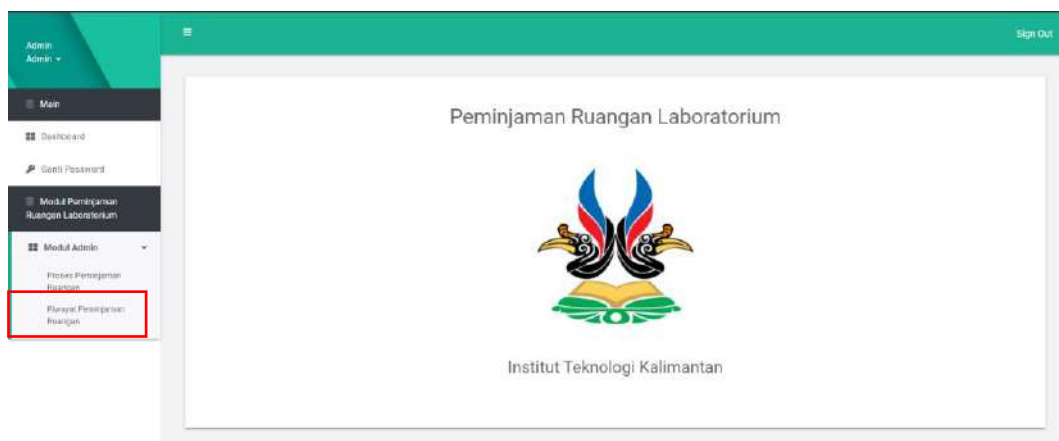 Admin
Admin
Sign Out
Main
Dashboard
Ganti Password
Modul Peminjaman
Ruangan Laboratorium
Modul Admin
Proses Peminjaman
Ruangan
Riwayat Peminjaman
Ruangan
Peminjaman Ruangan Laboratorium
Institut Teknologi Kalimantan